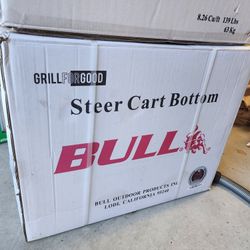 8.26 Cu/ft 139 Lbs
63 Kg
GRILLFORGOOD
Steer Cart Bottom
BULL
BULL OUTDOOR PRODUCTS INC
LODI, CALIFORNIA 95240